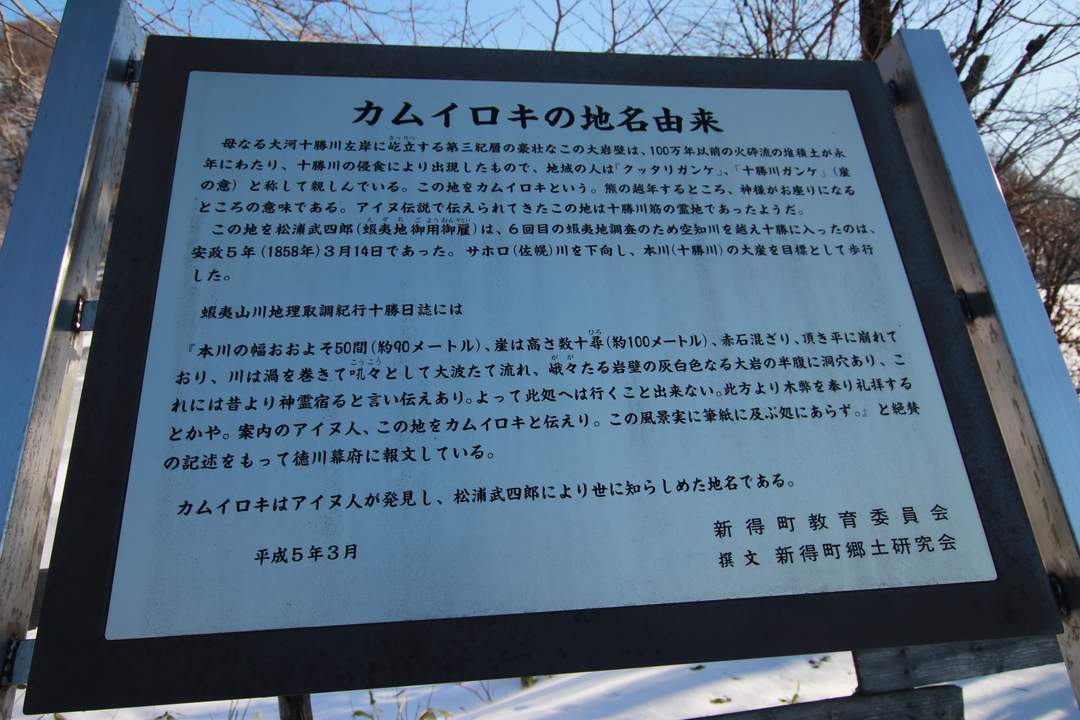 カムイロキの地名由来
母なる大河十勝川左岸に屹立する第三紀層の豪壮なこの大岩壁は、100万年以前の火砕流の堆積土が永
年にわたり、十勝川の侵食により出現したもので、地域の人は「クッタリガンケ」、「十勝川ガンケ」(崖
の意)と称して親しんでいる。この地をカムイロキという。熊の越年するところ、神様がお座りになる
ところの意味である。アイヌ伝説で伝えられてきたこの地は十勝川筋の霊地であったようだ。
この地を松浦武四郎(蝦夷地御用御雇)は、6回目の蝦夷地調査のため空知川を越え十勝に入ったのは、
安政5年(1858年)3月14日であった。サホロ(佐幌)川を下向し、本川(十勝川)の大崖を目標として歩行
した。
蝦夷山川地理取調紀行十勝日誌には
『本川の幅おおよそ50間(約90メートル)、崖は高さ数十尋(約100メートル)、赤石混ざり、頂き平に崩れて
おり、川は渦を巻きて吼々として大波たて流れ、峨々たる岩壁の灰白色なる大岩の半腹に洞穴あり、こ
れには昔より神霊宿ると言い伝えあり。よって此処へは行くこと出来ない。此方より木弊を奉り礼拝する
とかや。案内のアイヌ人、この地をカムイロキと伝えり。この風景実に筆紙に及ぶ処にあらず。』と絶賛
の記述をもって徳川幕府に報文している。
カムイロキはアイヌ人が発見し、松浦武四郎により世に知らしめた地名である。
平成5年3月
新得町教育委員会
撰文 新得町郷土研究会